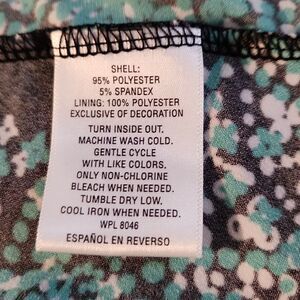 SHELL:
95% POLYESTER
5% SPANDEX
LINING: 100% POLYESTER
EXCLUSIVE OF DECORATION
TURN INSIDE OUT.
MACHINE WASH COLD.
GENTLE CYCLE
WITH LIKE COLORS.
ONLY NON-CHLORINE
BLEACH WHEN NEEDED.
TUMBLE DRY LOW.
COOL IRON WHEN NEEDED.
WPL 8046
ESPAÑOL EN REVERSO